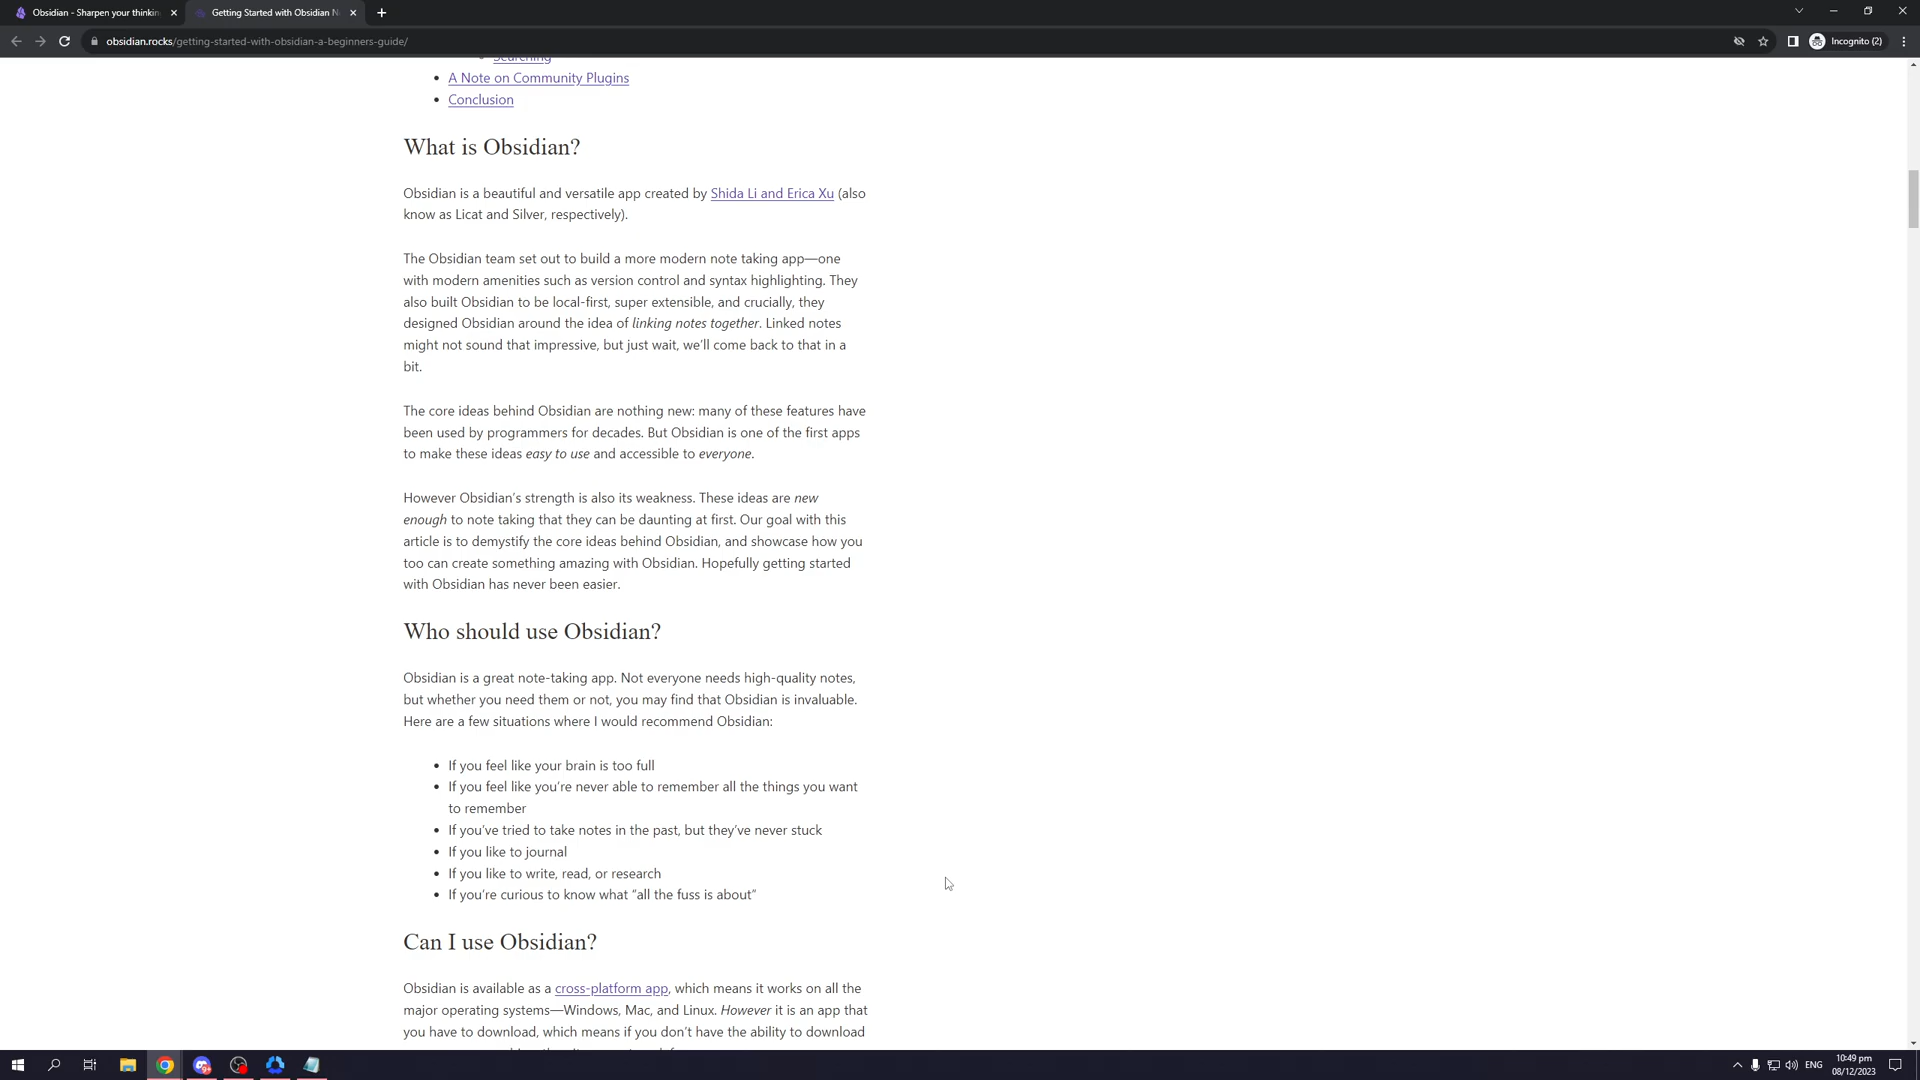 Obsidian - Sharpen your thinkin
Getting Started with Obsidian N
obsidian.rocks/getting-started-with-obsidian-a-beginners-guide/
Incognito (2)
Searching
A Note on Community Plugins
Conclusion
What is Obsidian?
Obsidian is a beautiful and versatile app created by Shida Li and Erica Xu (also
know as Licat and Silver, respectively).
The Obsidian team set out to build a more modern note taking app—one
with modern amenities such as version control and syntax highlighting. They
also built Obsidian to be local-first, super extensible, and crucially, they
designed Obsidian around the idea of linking notes together. Linked notes
might not sound that impressive, but just wait, we’ll come back to that in a
bit.
The core ideas behind Obsidian are nothing new: many of these features have
been used by programmers for decades. But Obsidian is one of the first apps
to make these ideas easy to use and accessible to everyone.
However Obsidian’s strength is also its weakness. These ideas are new
enough to note taking that they can be daunting at first. Our goal with this
article is to demystify the core ideas behind Obsidian, and showcase how you
too can create something amazing with Obsidian. Hopefully getting started
with Obsidian has never been easier.
Who should use Obsidian?
Obsidian is a great note-taking app. Not everyone needs high-quality notes,
but whether you need them or not, you may find that Obsidian is invaluable.
Here are a few situations where I would recommend Obsidian:
If you feel like your brain is too full
If you feel like you’re never able to remember all the things you want
to remember
If you’ve tried to take notes in the past, but they’ve never stuck
If you like to journal
If you like to write, read, or research
If you’re curious to know what “all the fuss is about”
Can I use Obsidian?
Obsidian is available as a cross-platform app, which means it works on all the
major operating systems—Windows, Mac, and Linux. However it is an app that
you have to download, which means if you don’t have the ability to download
ENG
10:49 pm
08/12/2023